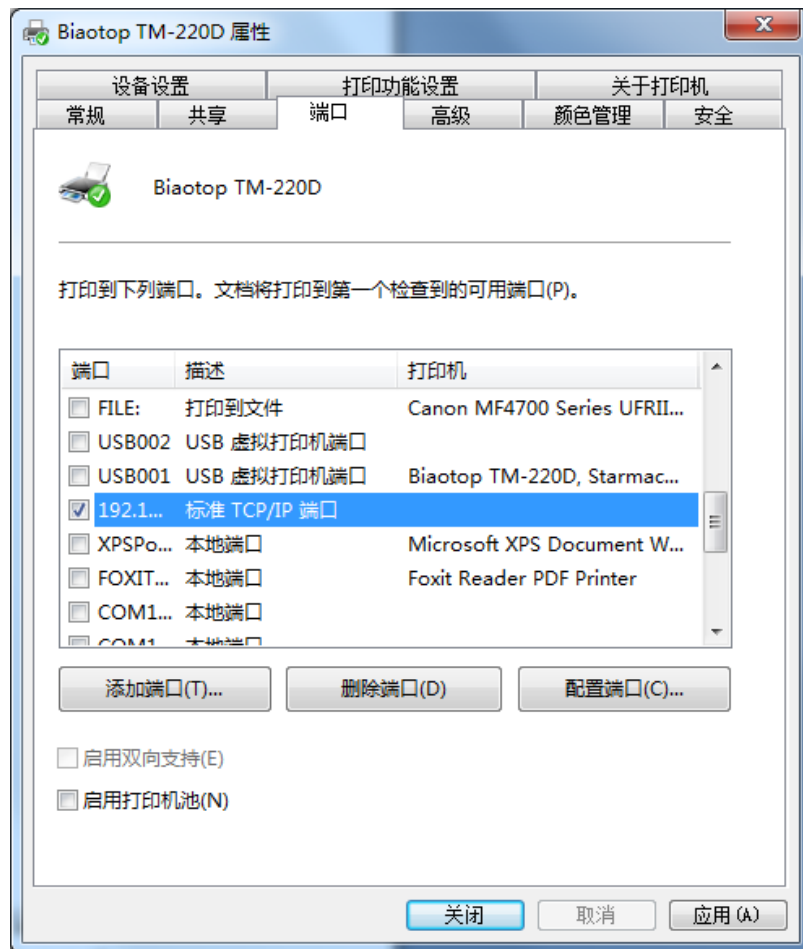 Biaotop TM-220D 属性
设备设置 打印功能设置 关于打印机
常规 共享 端口 高级 颜色管理 安全
Biaotop TM-220D
打印到下列端口。文档将打印到第一个检查到的可用端口(P)。
端口 描述 打印机
FILE: 打印到文件 Canon MF4700 Series UFRII...
USB002 USB 虚拟打印机端口
USB001 USB 虚拟打印机端口 Biaotop TM-220D, Starmac...
192.1... 标准 TCP/IP 端口
XPSPo... 本地端口 Microsoft XPS Document W...
FOXIT... 本地端口 Foxit Reader PDF Printer
COM1... 本地端口
COM1 本地端口
添加端口(T)... 删除端口(D) 配置端口(C)...
启用双向支持(E)
启用打印机池(N)
关闭 取消 应用(A)